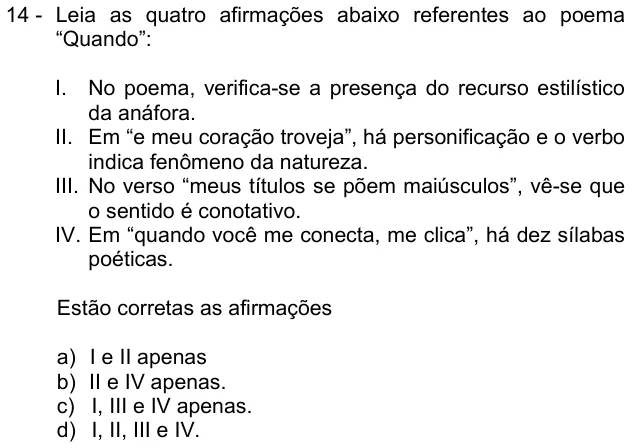 14 - Leia as quatro afirmações abaixo referentes ao poema
“Quando”:
I. No poema, verifica-se a presença do recurso estilístico
da anáfora.
II. Em “e meu coração troveja”, há personificação e o verbo
indica fenômeno da natureza.
III. No verso “meus títulos se põem maiúsculos”, vê-se que
o sentido é conotativo.
IV. Em “quando você me conecta, me clica”, há dez sílabas
poéticas.
Estão corretas as afirmações
a) I e II apenas
b) II e IV apenas.
c) I, III e IV apenas.
d) I, II, III e IV.